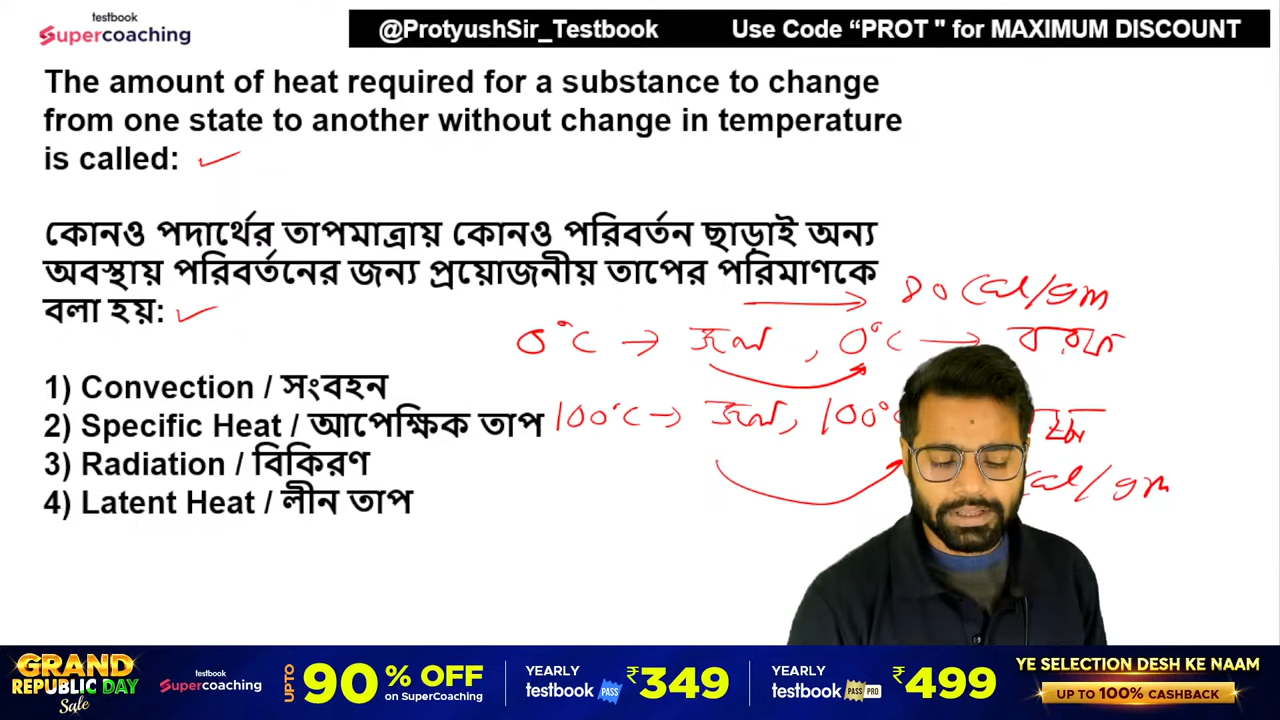 testbook
Supercoaching
@ProtyushSir_Testbook Use Code “PROT " for MAXIMUM DISCOUNT
The amount of heat required for a substance to change
from one state to another without change in temperature
is called:
কোনও পদার্থের তাপমাত্রায় কোনও পরিবর্তন ছাড়াই অন্য
অবস্থায় পরিবর্তনের জন্য প্রয়োজনীয় তাপের পরিমাণকে
বলা হয়:
80 Cal/gm
0°C → জল, 0°C → বরফ
1) Convection / সংবহন
2) Specific Heat / আপেক্ষিক তাপ
100°C → জল, 100°
3) Radiation / বিকিরণ
4) Latent Heat / লীন তাপ
cal/gm
GRAND
REPUBLIC DAY
Sale
testbook
Supercoaching
UPTO 90% OFF
on SuperCoaching
YEARLY
testbook PASS ₹349
YEARLY
testbook PASS PRO ₹499
YE SELECTION DESH KE NAAM
UP TO 100% CASHBACK